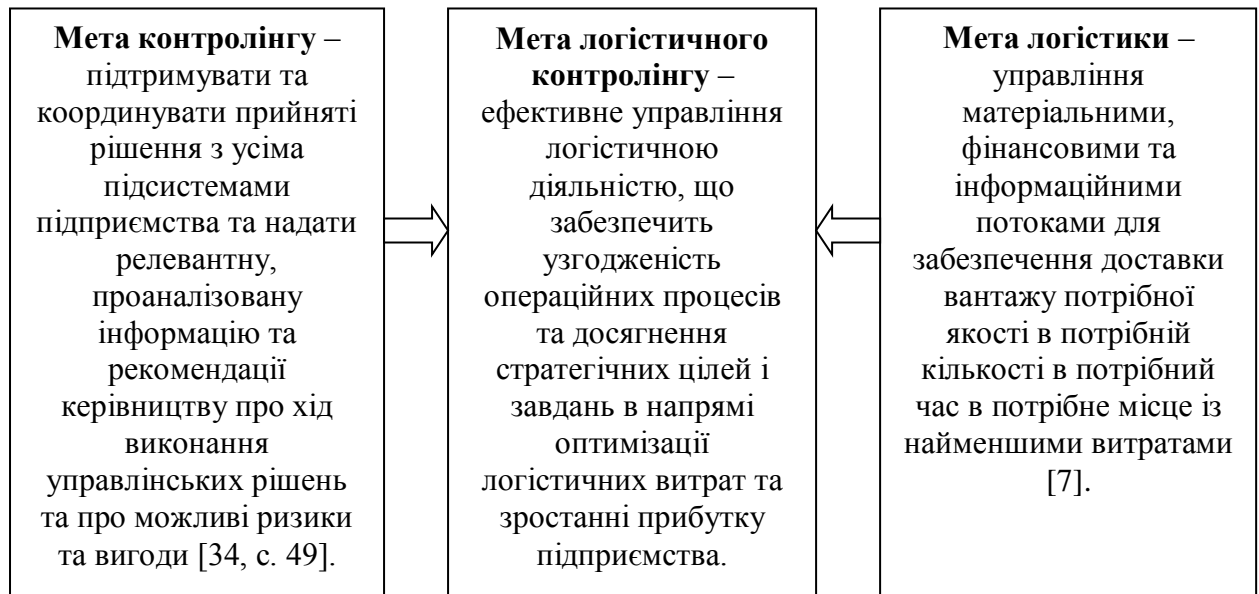 Мета контролінгу –
підтримувати та
координувати прийняті
рішення з усіма
підсистемами
підприємства та надати
релевантну,
проаналізовану
інформацію та
рекомендації
керівництву про хід
виконання
управлінських рішень
та про можливі ризики
та вигоди [34, с. 49].
Мета логістичного
контролінгу –
ефективне управління
логістичною
діяльністю, що
забезпечить
узгодженість
операційних процесів
та досягнення
стратегічних цілей і
завдань в напрямі
оптимізації
логістичних витрат та
зростанні прибутку
підприємства.
Мета логістики –
управління
матеріальними,
фінансовими та
інформаційними
потоками для
забезпечення доставки
вантажу потрібної
якості в потрібній
кількості в потрібний
час в потрібне місце із
найменшими витратами
[7].